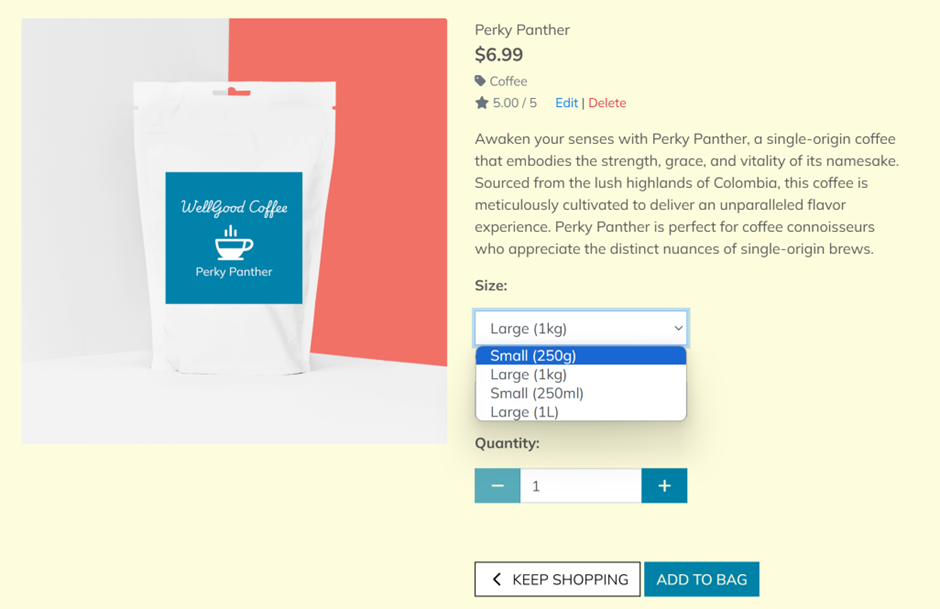 WellGood Coffee
Perky Panther
Perky Panther
$6.99
Coffee
5.00 / 5 Edit | Delete
Awaken your senses with Perky Panther, a single-origin coffee
that embodies the strength, grace, and vitality of its namesake.
Sourced from the lush highlands of Colombia, this coffee is
meticulously cultivated to deliver an unparalleled flavor
experience. Perky Panther is perfect for coffee connoisseurs
who appreciate the distinct nuances of single-origin brews.
Size:
Large (1kg)
Small (250g)
Large (1kg)
Small (250ml)
Large (1L)
Quantity:
− 1 +
KEEP SHOPPING ADD TO BAG